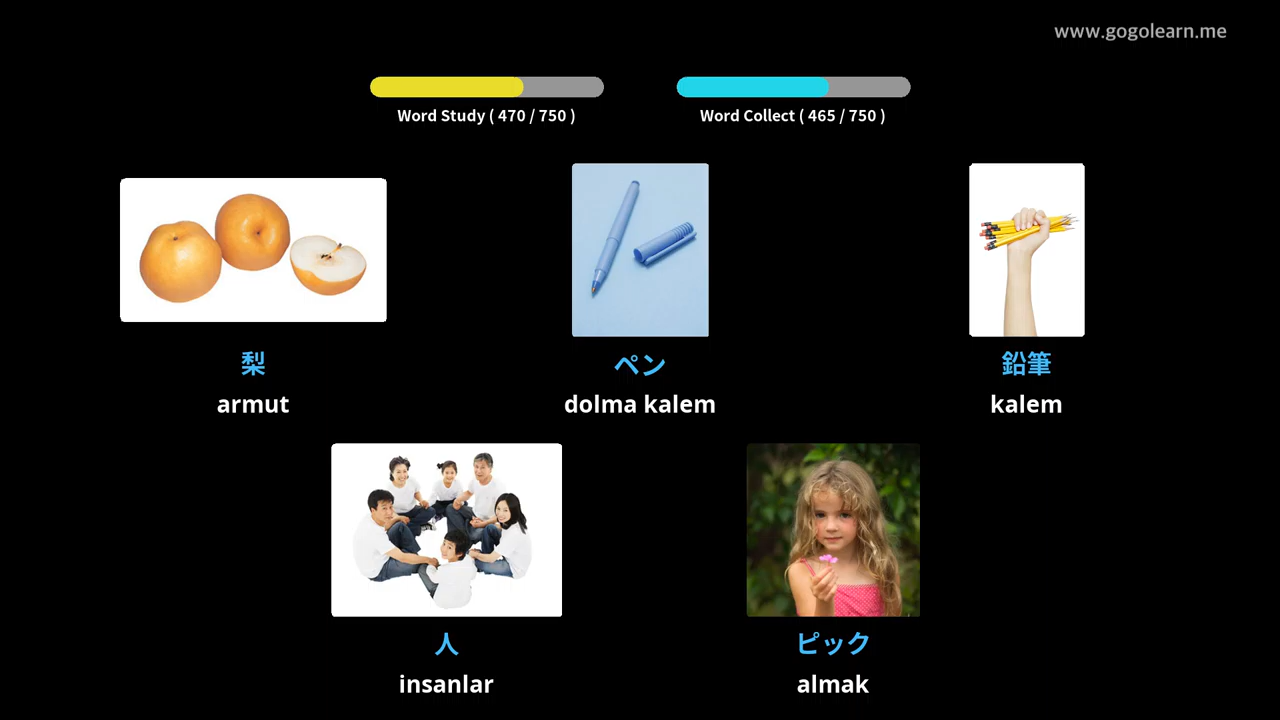 www.gogolearn.me
Word Study ( 470 / 750 )
Word Collect ( 465 / 750 )
梨
armut
ペン
dolma kalem
鉛筆
kalem
人
insanlar
ピック
almak